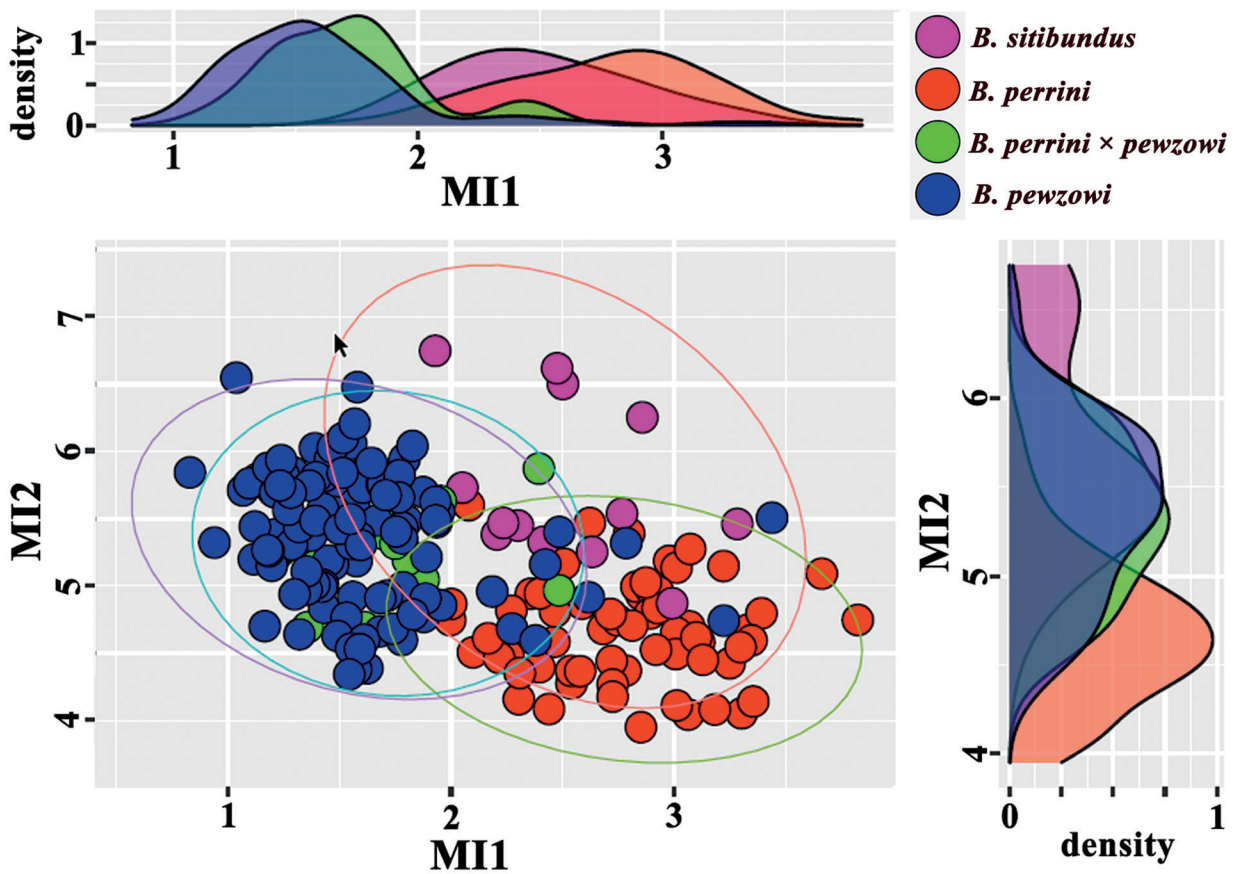 density
1
0
1 2 3
MI1
B. sitibundus
B. perrini
B. perrini × pewzowi
B. pewzowi
MI2
7
6
5
4
1 2 3
MI1
MI2
6
5
4
0 1
density